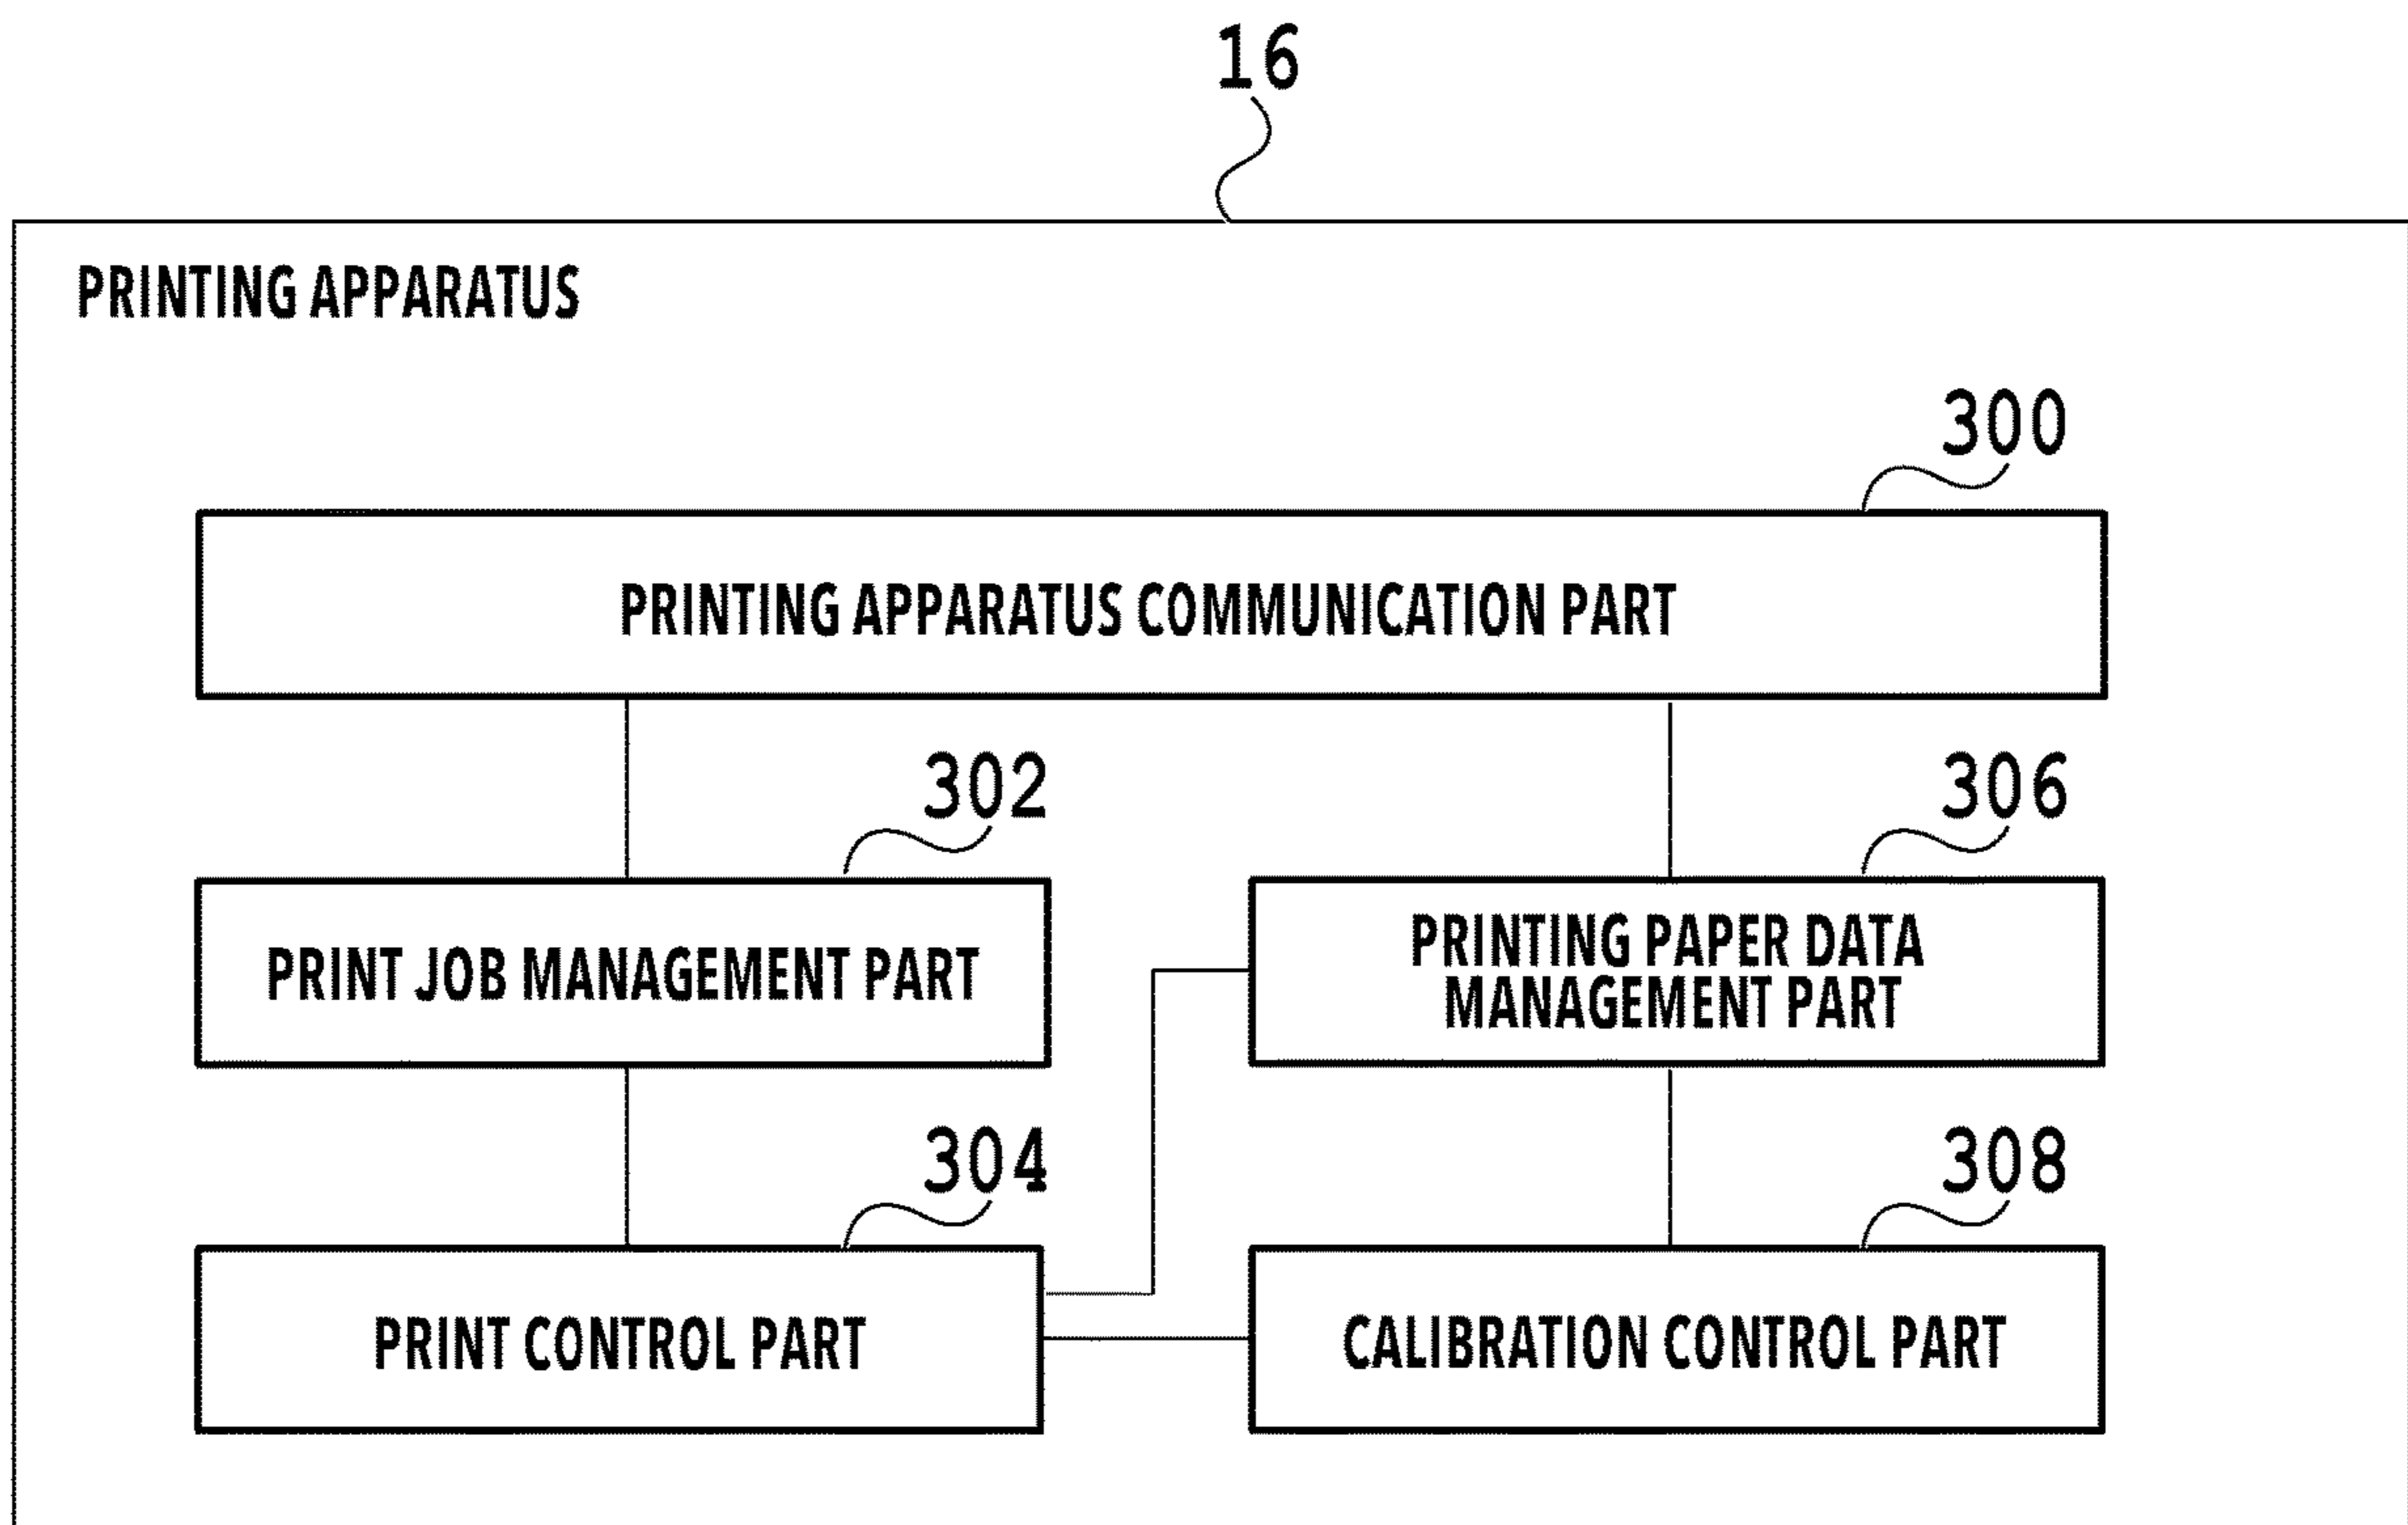 16
PRINTING APPARATUS
300
PRINTING APPARATUS COMMUNICATION PART
302
306
PRINT JOB MANAGEMENT PART
PRINTING PAPER DATA
MANAGEMENT PART
304
308
PRINT CONTROL PART
CALIBRATION CONTROL PART